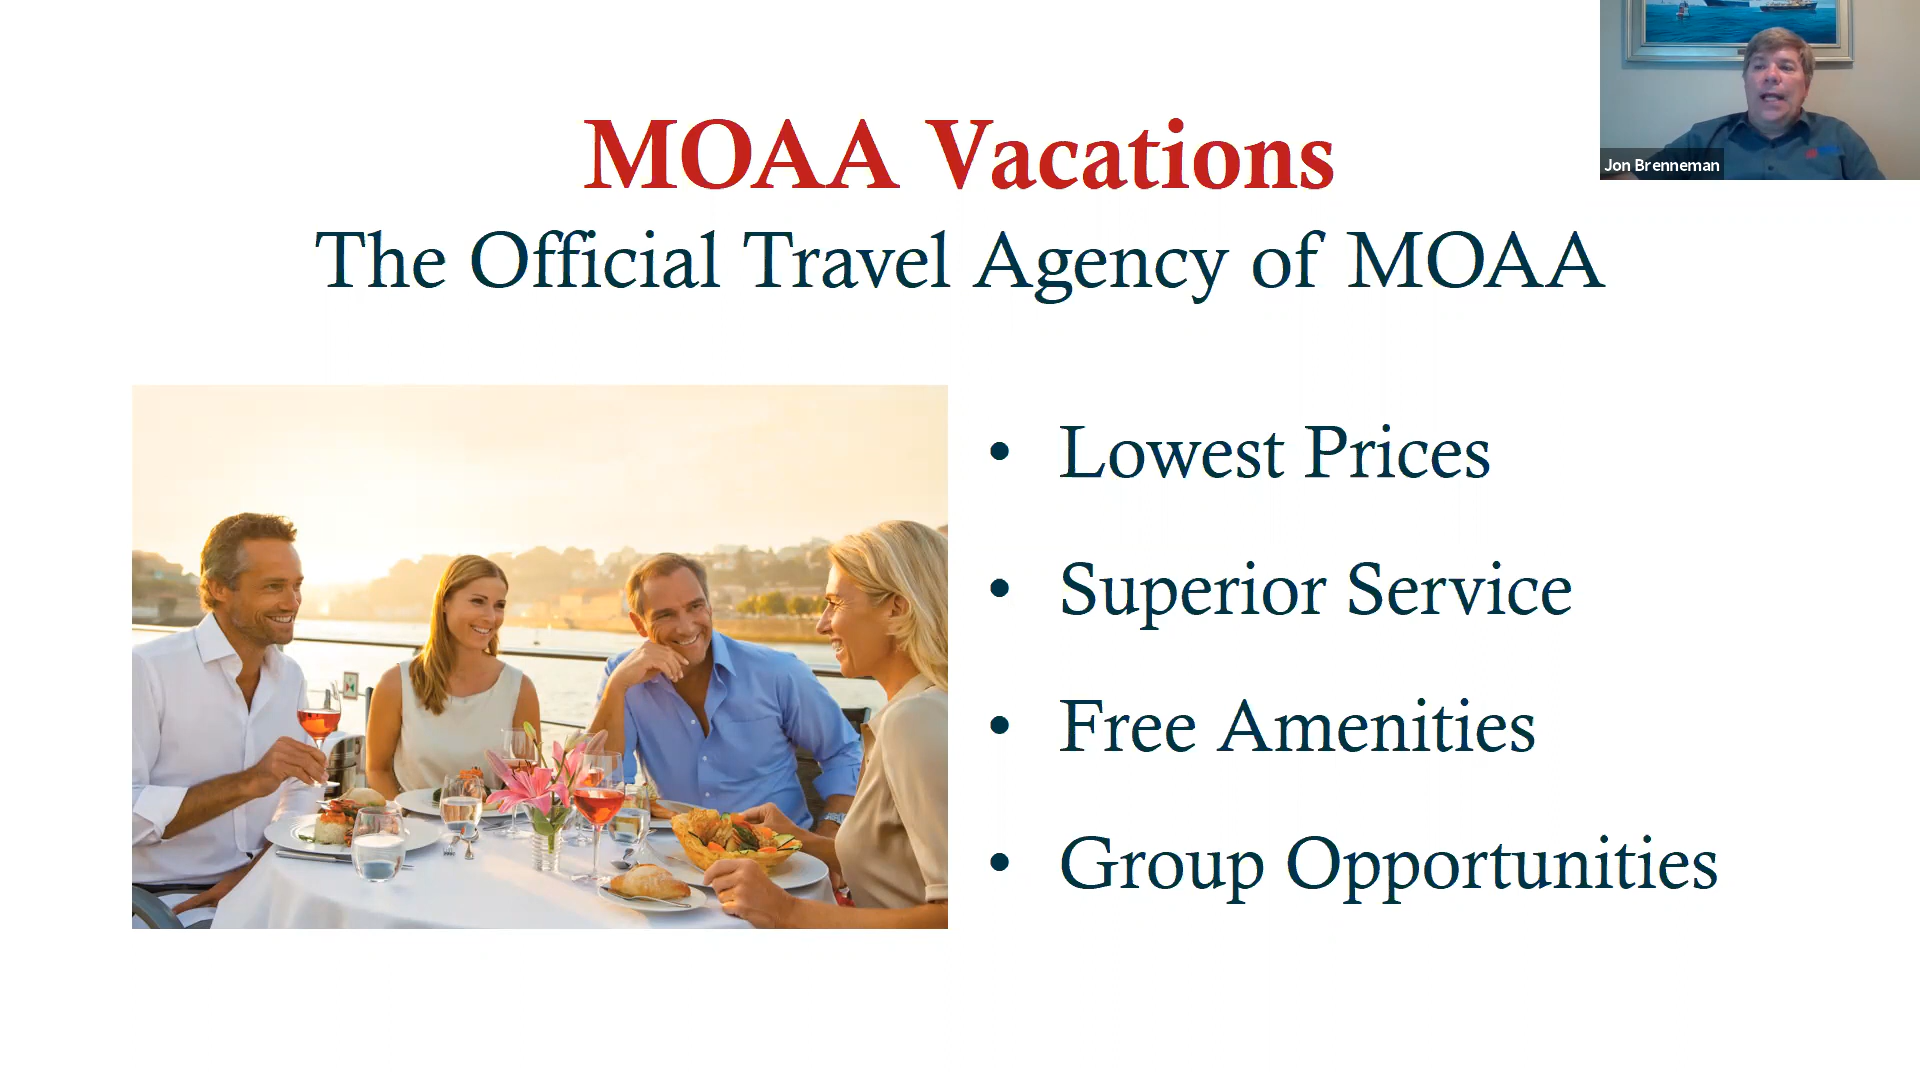 MOAA Vacations
The Official Travel Agency of MOAA
Jon Brenneman
• Lowest Prices
• Superior Service
• Free Amenities
• Group Opportunities